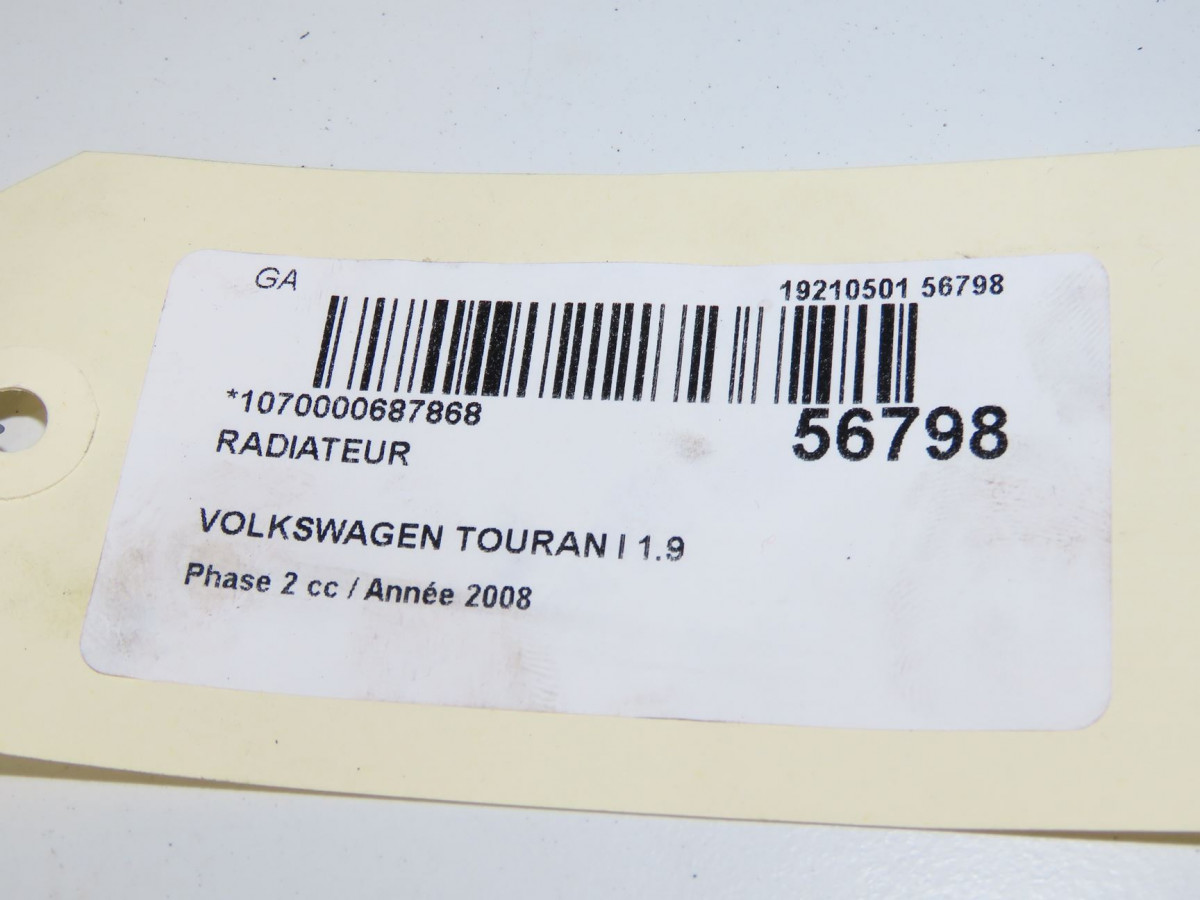 GA
19210501 56798
*1070000687868
56798
RADIATEUR
VOLKSWAGEN TOURAN I 1.9
Phase 2 cc / Année 2008